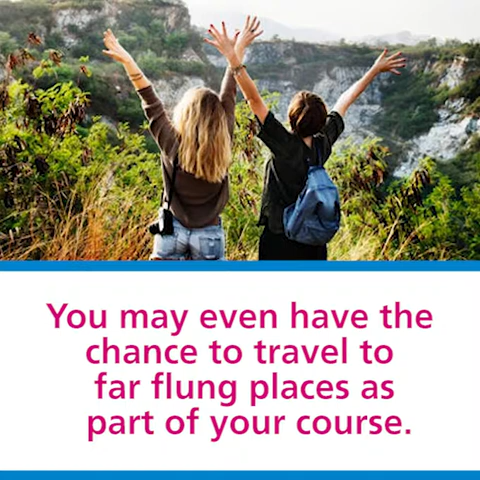 You may even have the
chance to travel to
far flung places as
part of your course.